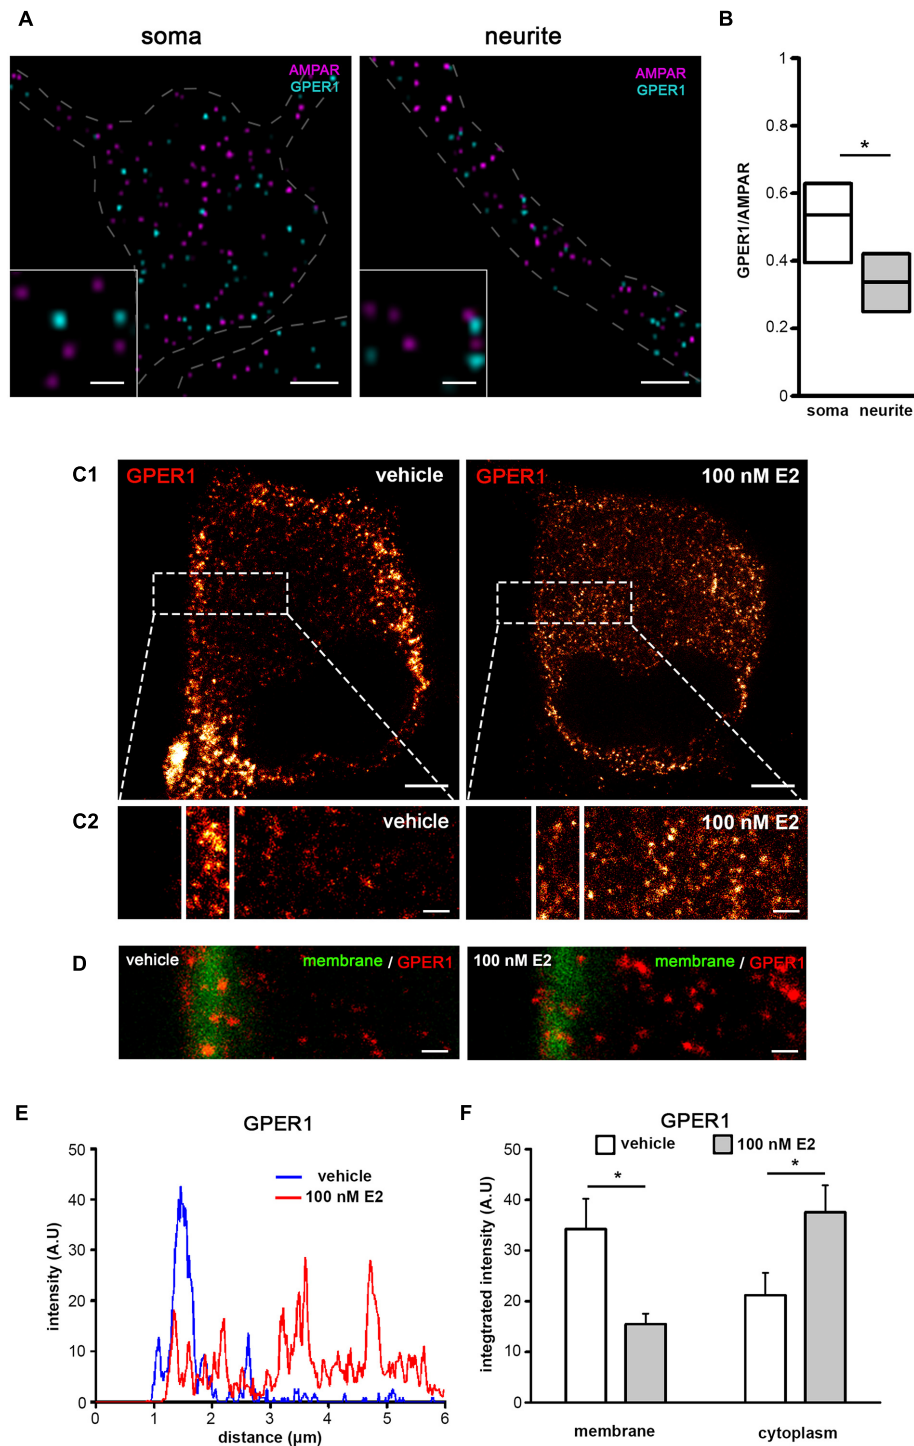 A
soma
neurite
AMPAR
GPER1
AMPAR
GPER1
B
GPER1/AMPAR
1
0.8
0.6
0.4
0.2
0
*
soma neurite
C1
GPER1
vehicle
GPER1
100 nM E2
C2
vehicle
100 nM E2
D
vehicle
membrane / GPER1
100 nM E2
membrane / GPER1
E
GPER1
intensity (A.U)
50
40
30
20
10
0
vehicle
100 nM E2
0 1 2 3 4 5 6
distance (µm)
F
GPER1
vehicle
100 nM E2
integtrated intensity (A.U)
50
40
30
20
10
0
*
*
membrane
cytoplasm